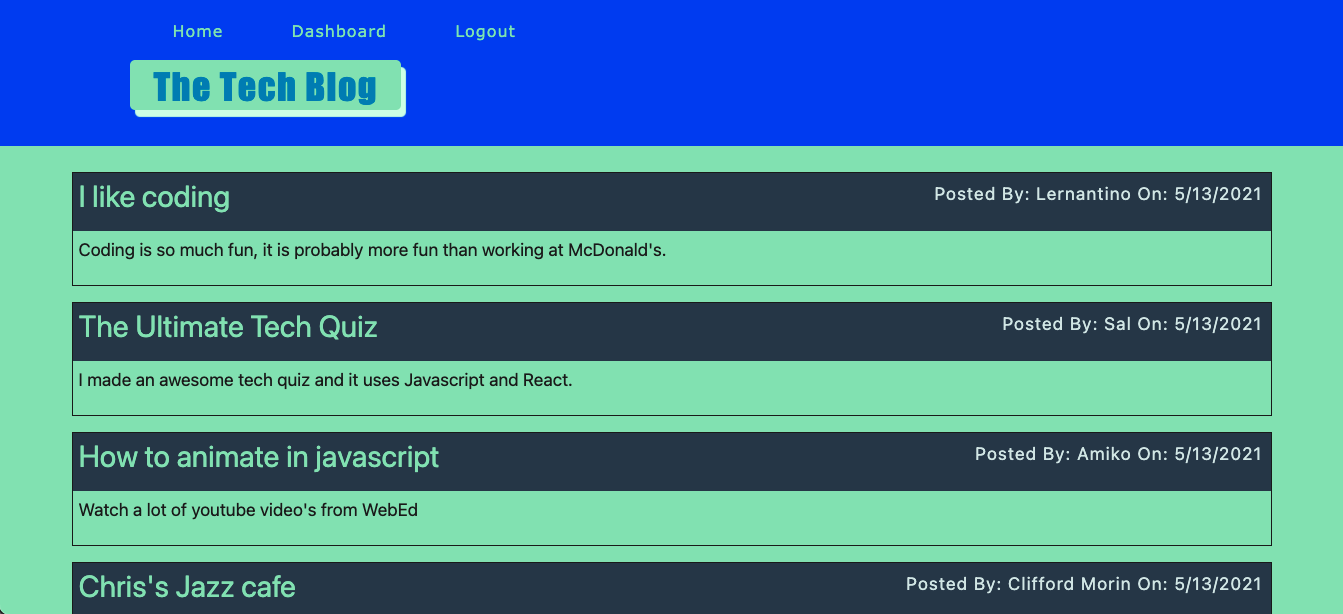 Home Dashboard Logout
The Tech Blog
I like coding Posted By: Lernantino On: 5/13/2021
Coding is so much fun, it is probably more fun than working at McDonald's.
The Ultimate Tech Quiz Posted By: Sal On: 5/13/2021
I made an awesome tech quiz and it uses Javascript and React.
How to animate in javascript Posted By: Amiko On: 5/13/2021
Watch a lot of youtube video's from WebEd
Chris's Jazz cafe Posted By: Clifford Morin On: 5/13/2021